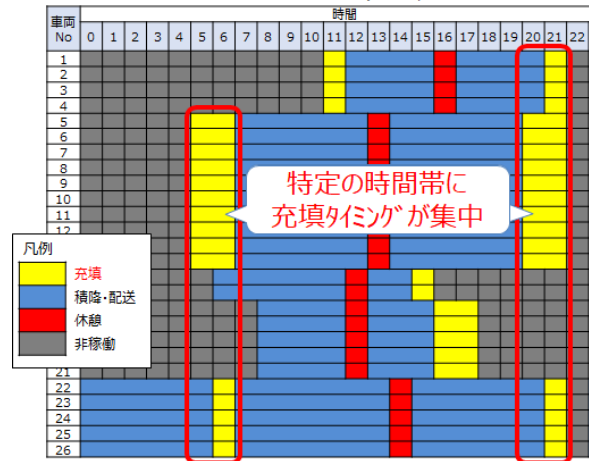 時間
車両
No 0 1 2 3 4 5 6 7 8 9 10 11 12 13 14 15 16 17 18 19 20 21 22
1
2
3
4
5
6
7
8
9
10
11
12
特定の時間帯に
充填タイミングが集中
凡例
充填
積降・配送
休憩
非稼働
21
22
23
24
25
26